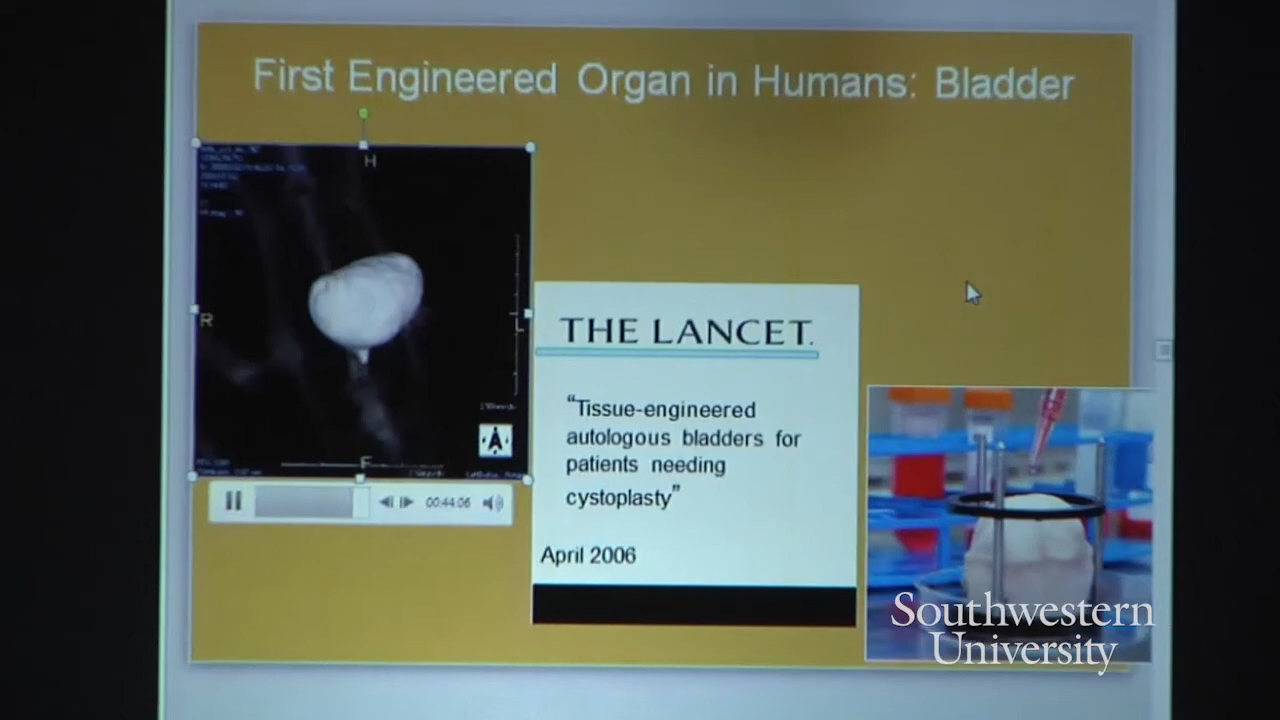 First Engineered Organ in Humans: Bladder
H
R
L
F
THE LANCET.
“Tissue-engineered
autologous bladders for
patients needing
cystoplasty”
April 2006
00:44.06
Southwestern
University